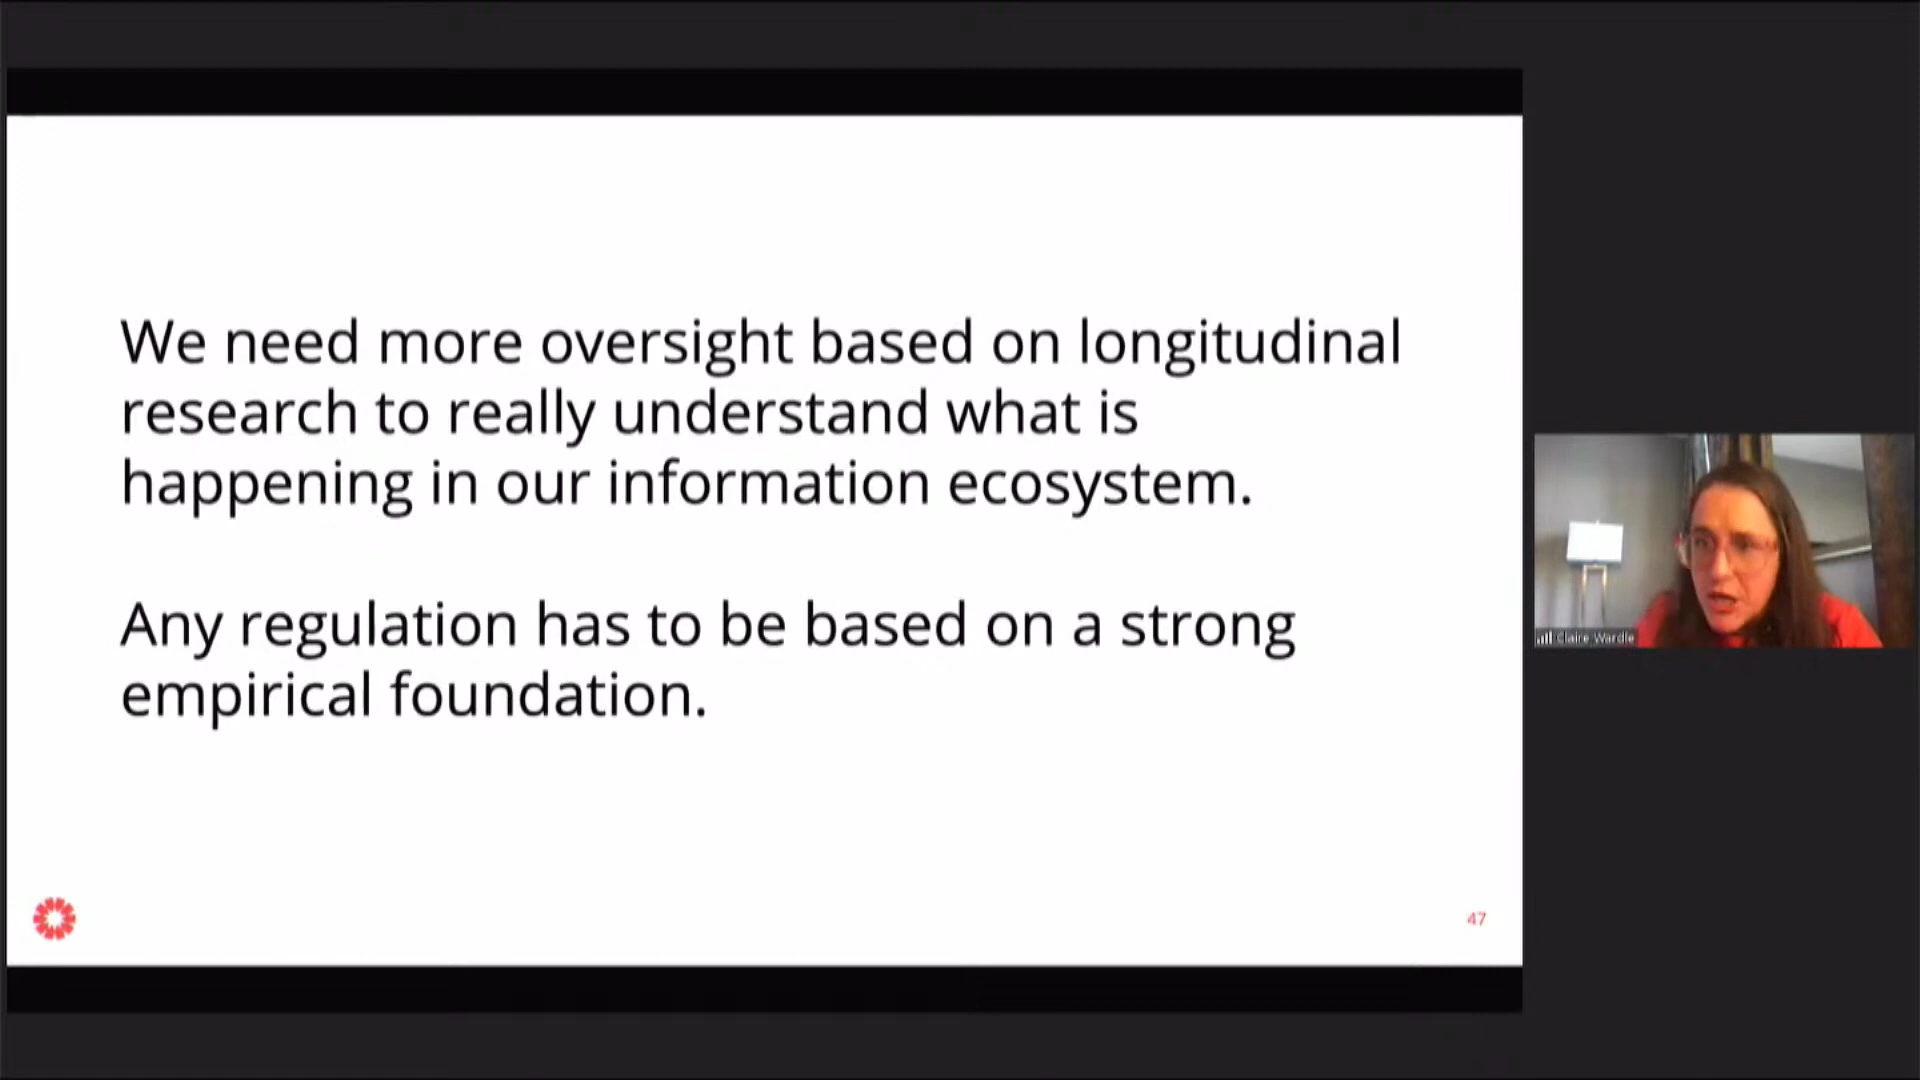 We need more oversight based on longitudinal
research to really understand what is
happening in our information ecosystem.
Any regulation has to be based on a strong
empirical foundation.
47
Claire Wardle